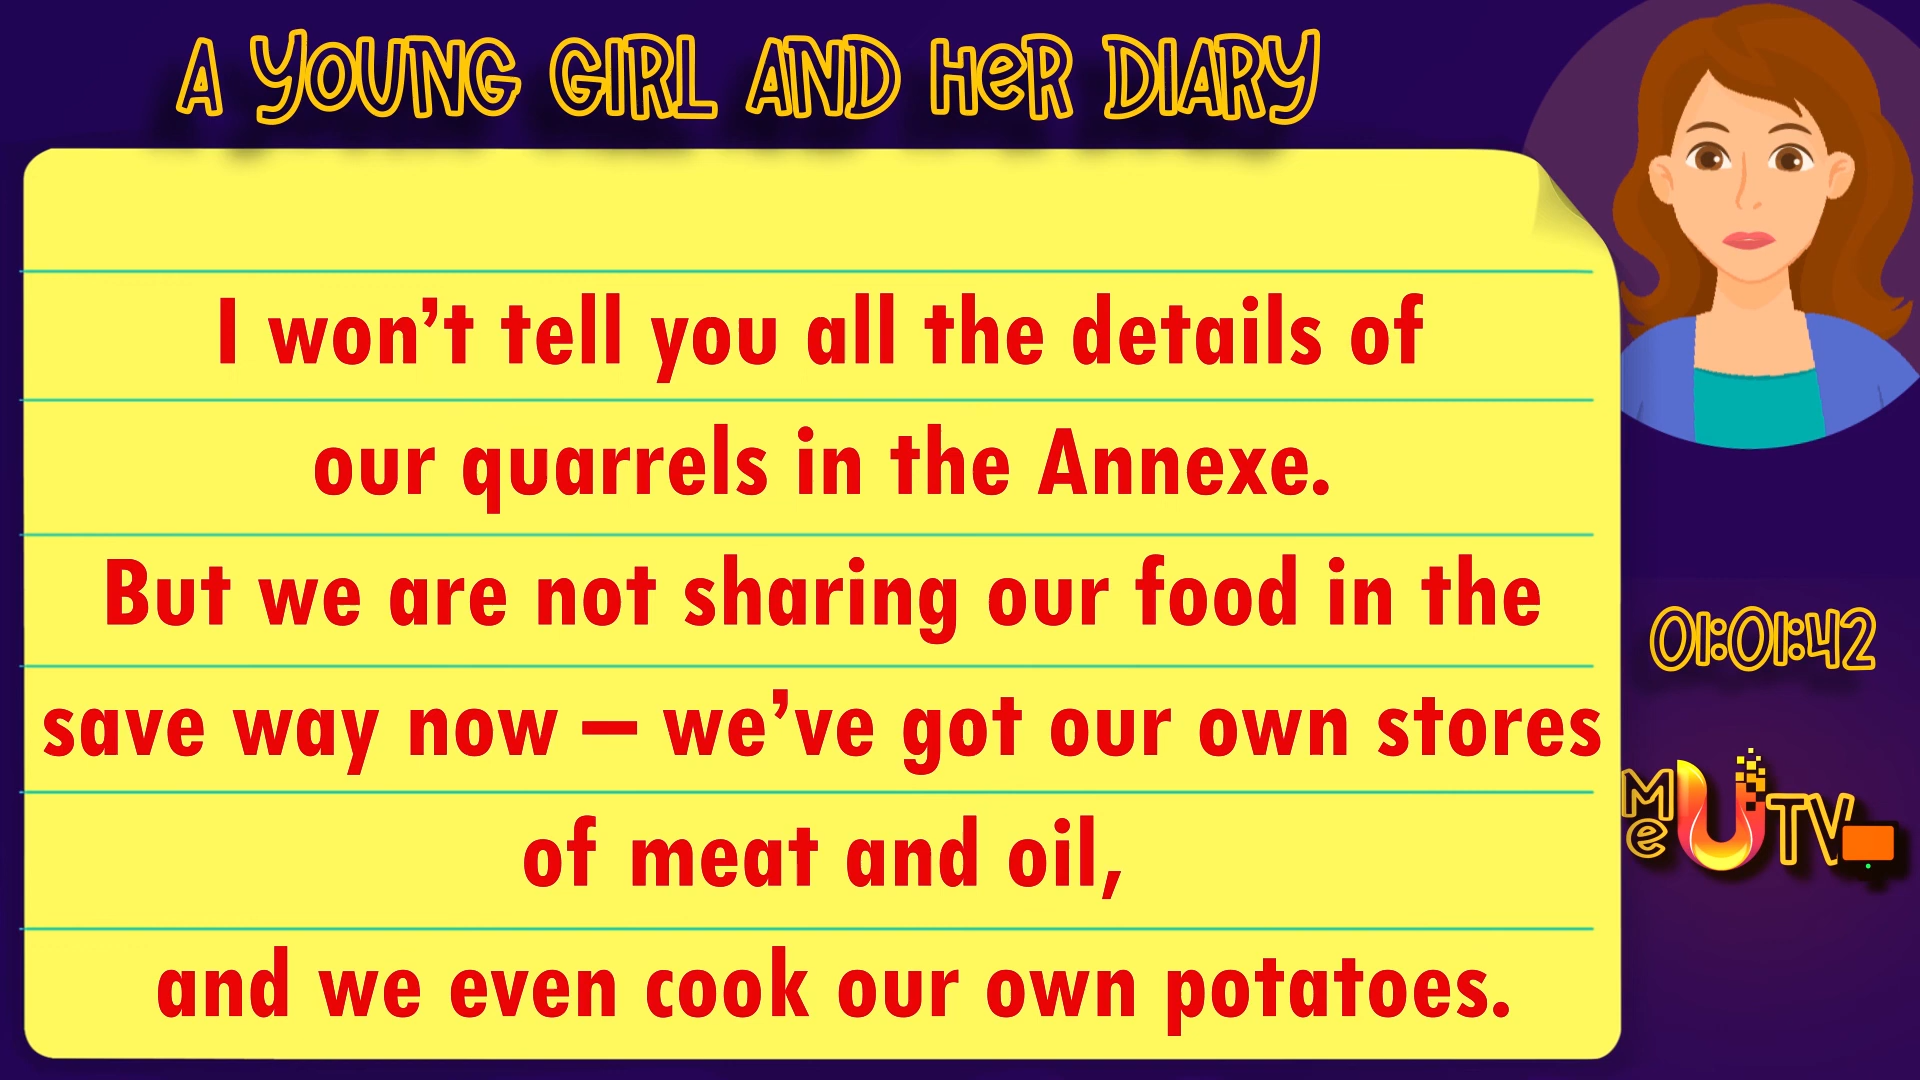 A YOUNG GIRL AND HeR DIARY
I won’t tell you all the details of
our quarrels in the Annexe.
But we are not sharing our food in the
save way now – we’ve got our own stores
of meat and oil,
and we even cook our own potatoes.
01:01:42
Me UTV